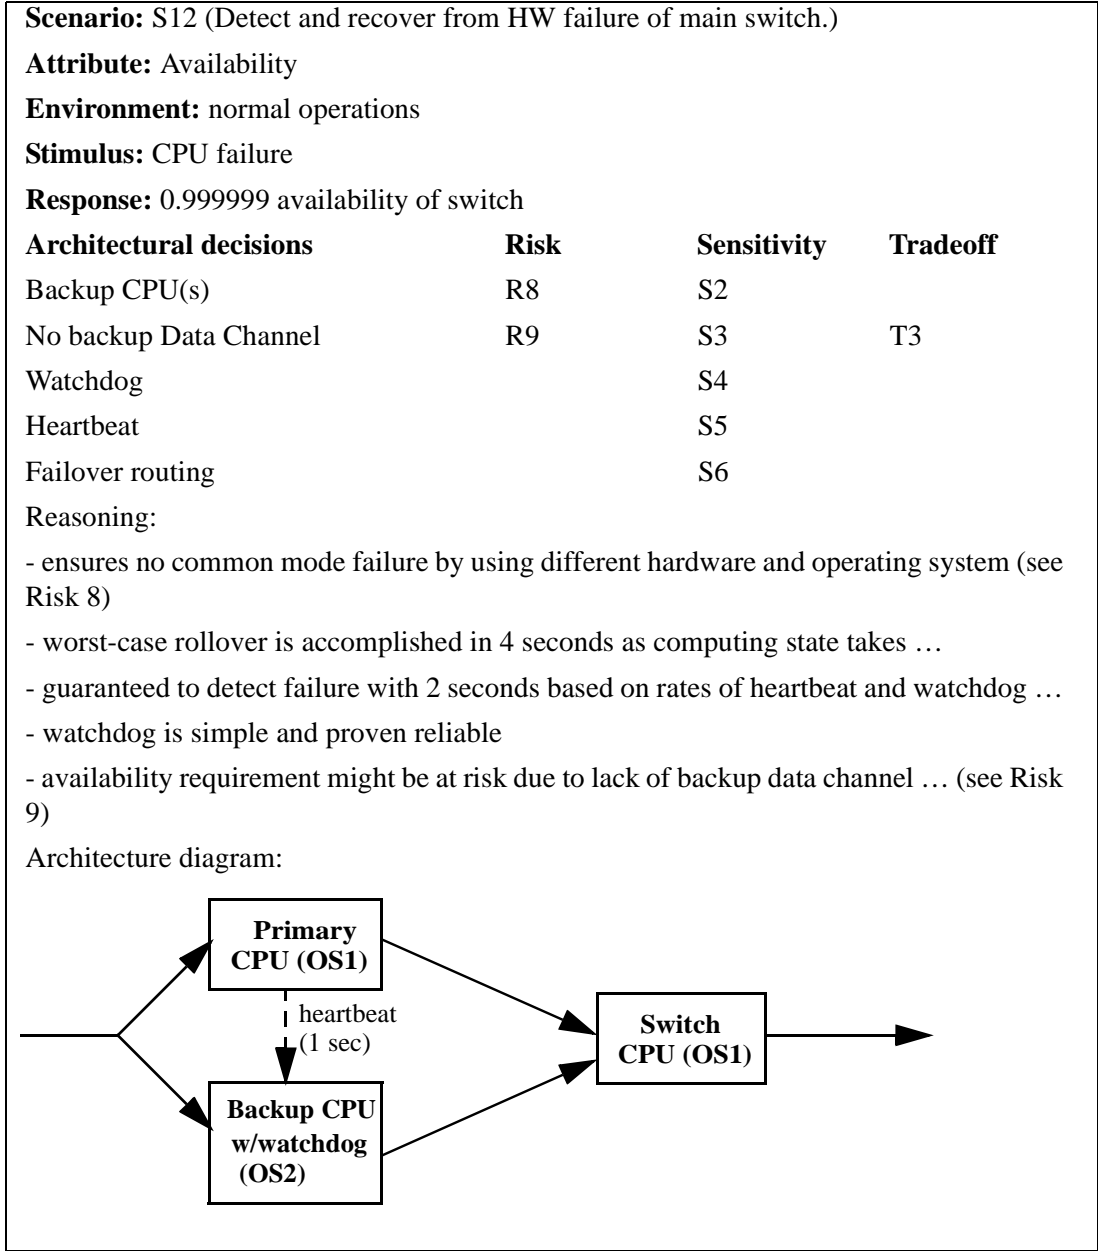 Scenario: S12 (Detect and recover from HW failure of main switch.)
Attribute: Availability
Environment: normal operations
Stimulus: CPU failure
Response: 0.999999 availability of switch
Architectural decisions Risk Sensitivity Tradeoff
Backup CPU(s) R8 S2
No backup Data Channel R9 S3 T3
Watchdog S4
Heartbeat S5
Failover routing S6
Reasoning:
- ensures no common mode failure by using different hardware and operating system (see
Risk 8)
- worst-case rollover is accomplished in 4 seconds as computing state takes …
- guaranteed to detect failure with 2 seconds based on rates of heartbeat and watchdog …
- watchdog is simple and proven reliable
- availability requirement might be at risk due to lack of backup data channel … (see Risk
9)
Architecture diagram:
Primary
CPU (OS1)
heartbeat
(1 sec)
Switch
CPU (OS1)
Backup CPU
w/watchdog
(OS2)